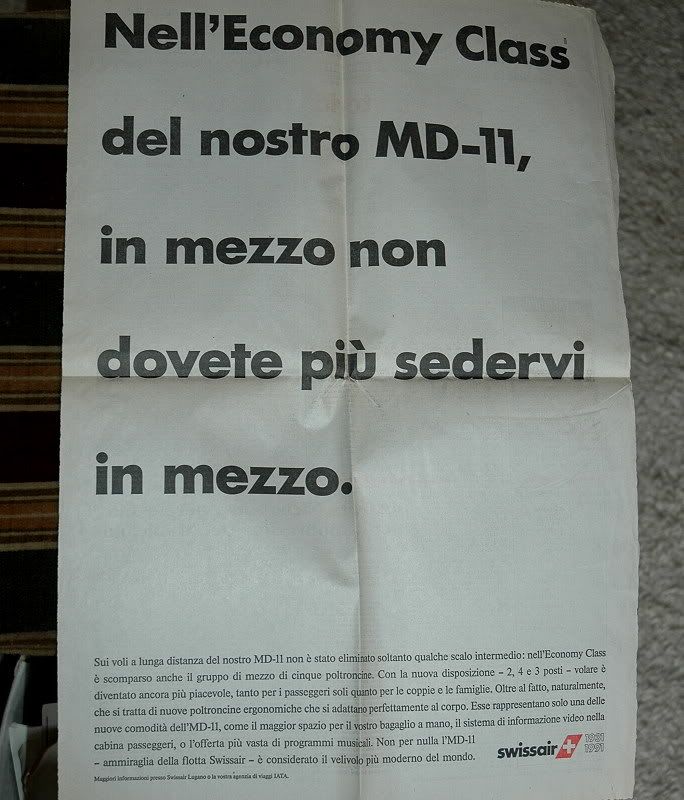 Nell'Economy Class
del nostro MD-11,
in mezzo non
dovete più sedervi
in mezzo.
Sui voli a lunga distanza del nostro MD-11 non è stato eliminato soltanto qualche scalo intermedio: nell'Economy Class
è scomparso anche il gruppo di mezzo di cinque poltroncine. Con la nuova disposizione – 2, 4 e 3 posti – volare è
diventato ancora più piacevole, tanto per i passeggeri soli quanto per le coppie e le famiglie. Oltre al fatto, naturalmente,
che si tratta di nuove poltroncine ergonomiche che si adattano perfettamente al corpo. Esse rappresentano solo una delle
nuove comodità dell'MD-11, come il maggior spazio per il vostro bagaglio a mano, il sistema di informazione video nella
cabina passeggeri, o l'offerta più vasta di programmi musicali. Non per nulla l'MD-11
– ammiraglia della flotta Swissair – è considerato il velivolo più moderno del mondo.
swissair 1931
1991
Maggiori informazioni presso Swissair Lugano o la vostra agenzia di viaggi IATA.